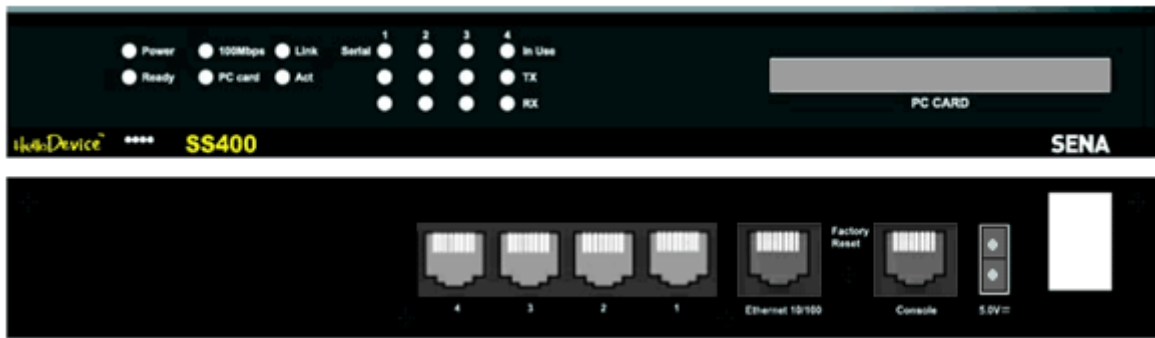 1 2 3 4
Power 100Mbps Link Serial In Use
Ready PC card Act TX
RX
PC CARD
HelloDevice™ SS400 SENA
Factory
Reset
4 3 2 1 Ethernet 10/100 Console 5.0V⎓